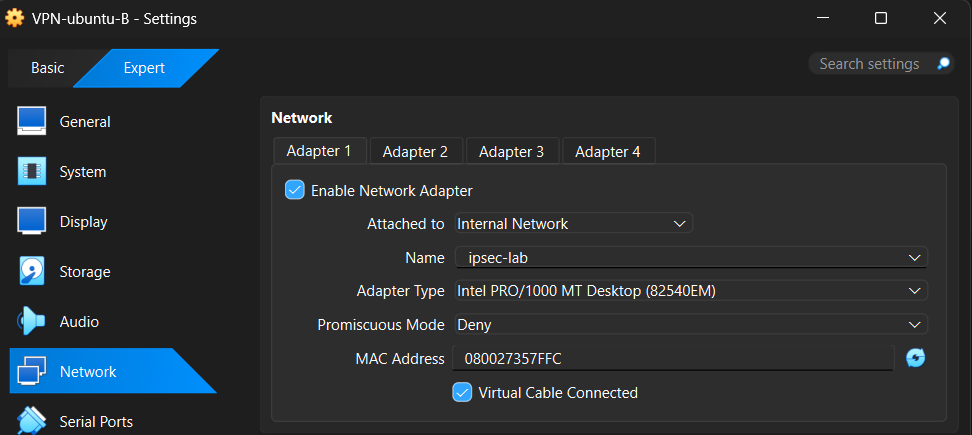 VPN-ubuntu-B - Settings
Basic Expert Search settings
General
System
Display
Storage
Audio
Network
Serial Ports
Network
Adapter 1 Adapter 2 Adapter 3 Adapter 4
Enable Network Adapter
Attached to Internal Network
Name ipsec-lab
Adapter Type Intel PRO/1000 MT Desktop (82540EM)
Promiscuous Mode Deny
MAC Address 080027357FFC
Virtual Cable Connected